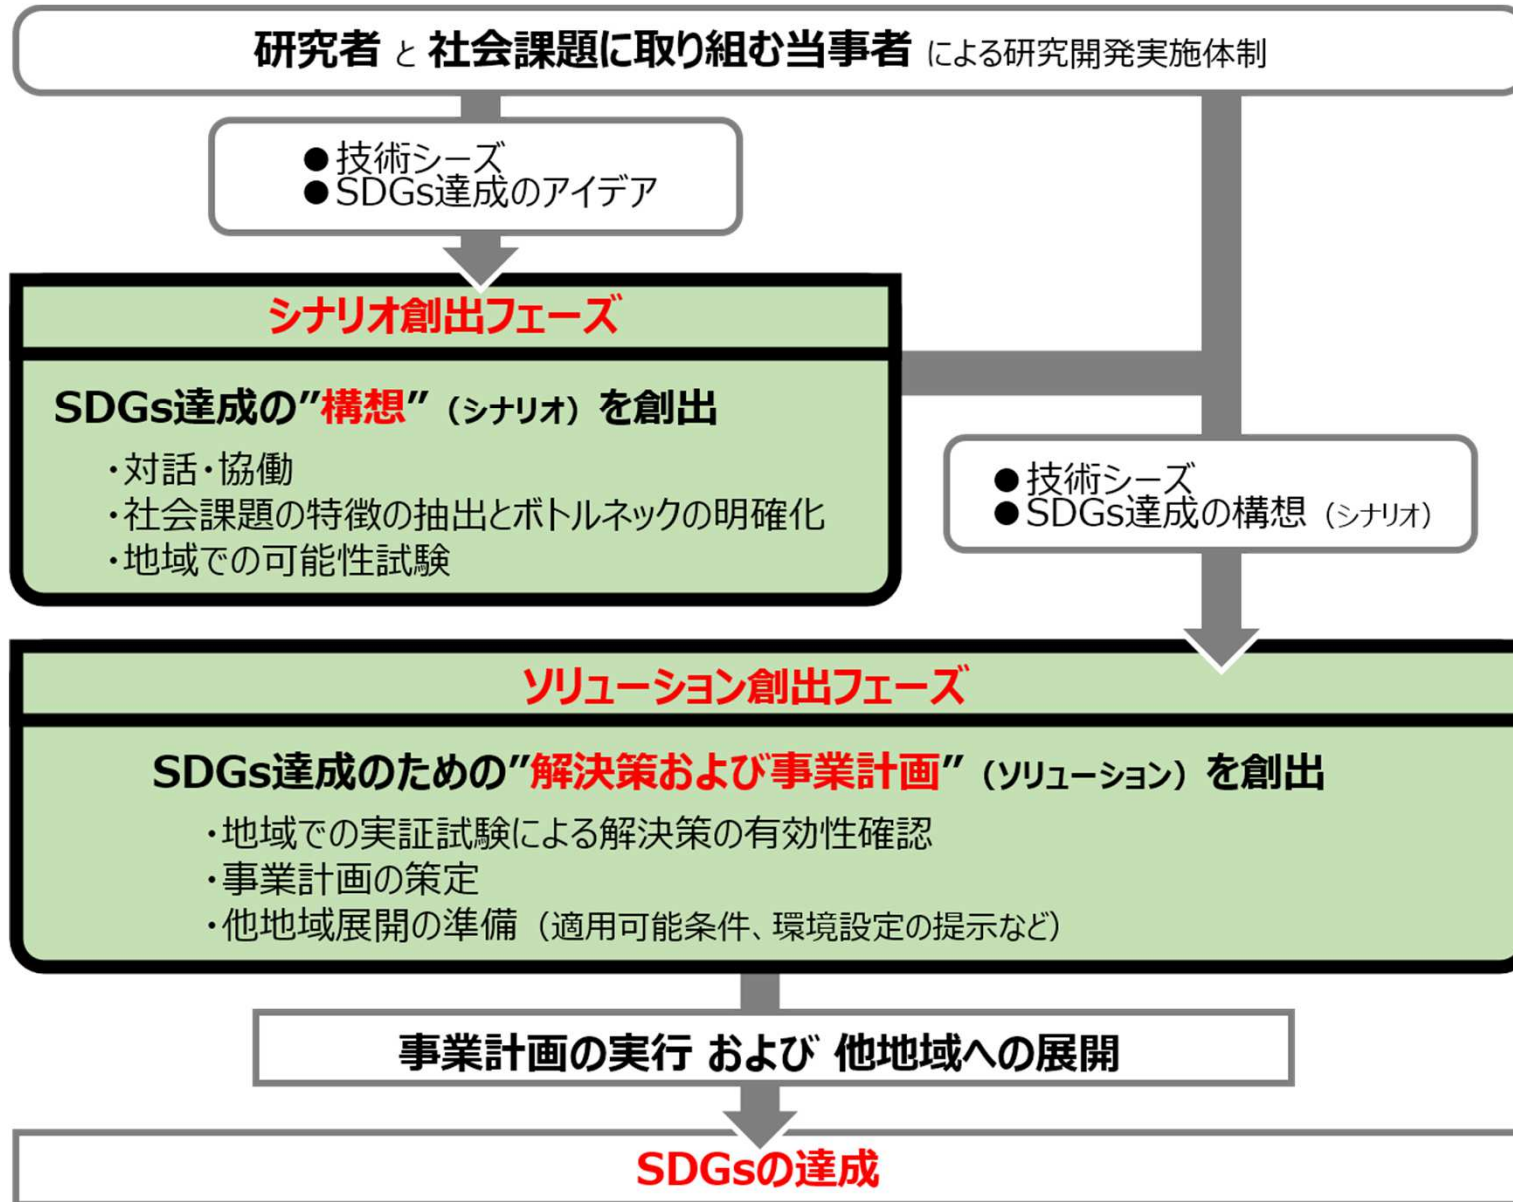 研究者 と 社会課題に取り組む当事者 による研究開発実施体制
●技術シーズ
●SDGs達成のアイデア
シナリオ創出フェーズ
SDGs達成の”構想”（シナリオ）を創出
・対話・協働
・社会課題の特徴の抽出とボトルネックの明確化
・地域での可能性試験
●技術シーズ
●SDGs達成の構想（シナリオ）
ソリューション創出フェーズ
SDGs達成のための”解決策および事業計画”（ソリューション）を創出
・地域での実証試験による解決策の有効性確認
・事業計画の策定
・他地域展開の準備（適用可能条件、環境設定の提示など）
事業計画の実行 および 他地域への展開
SDGsの達成